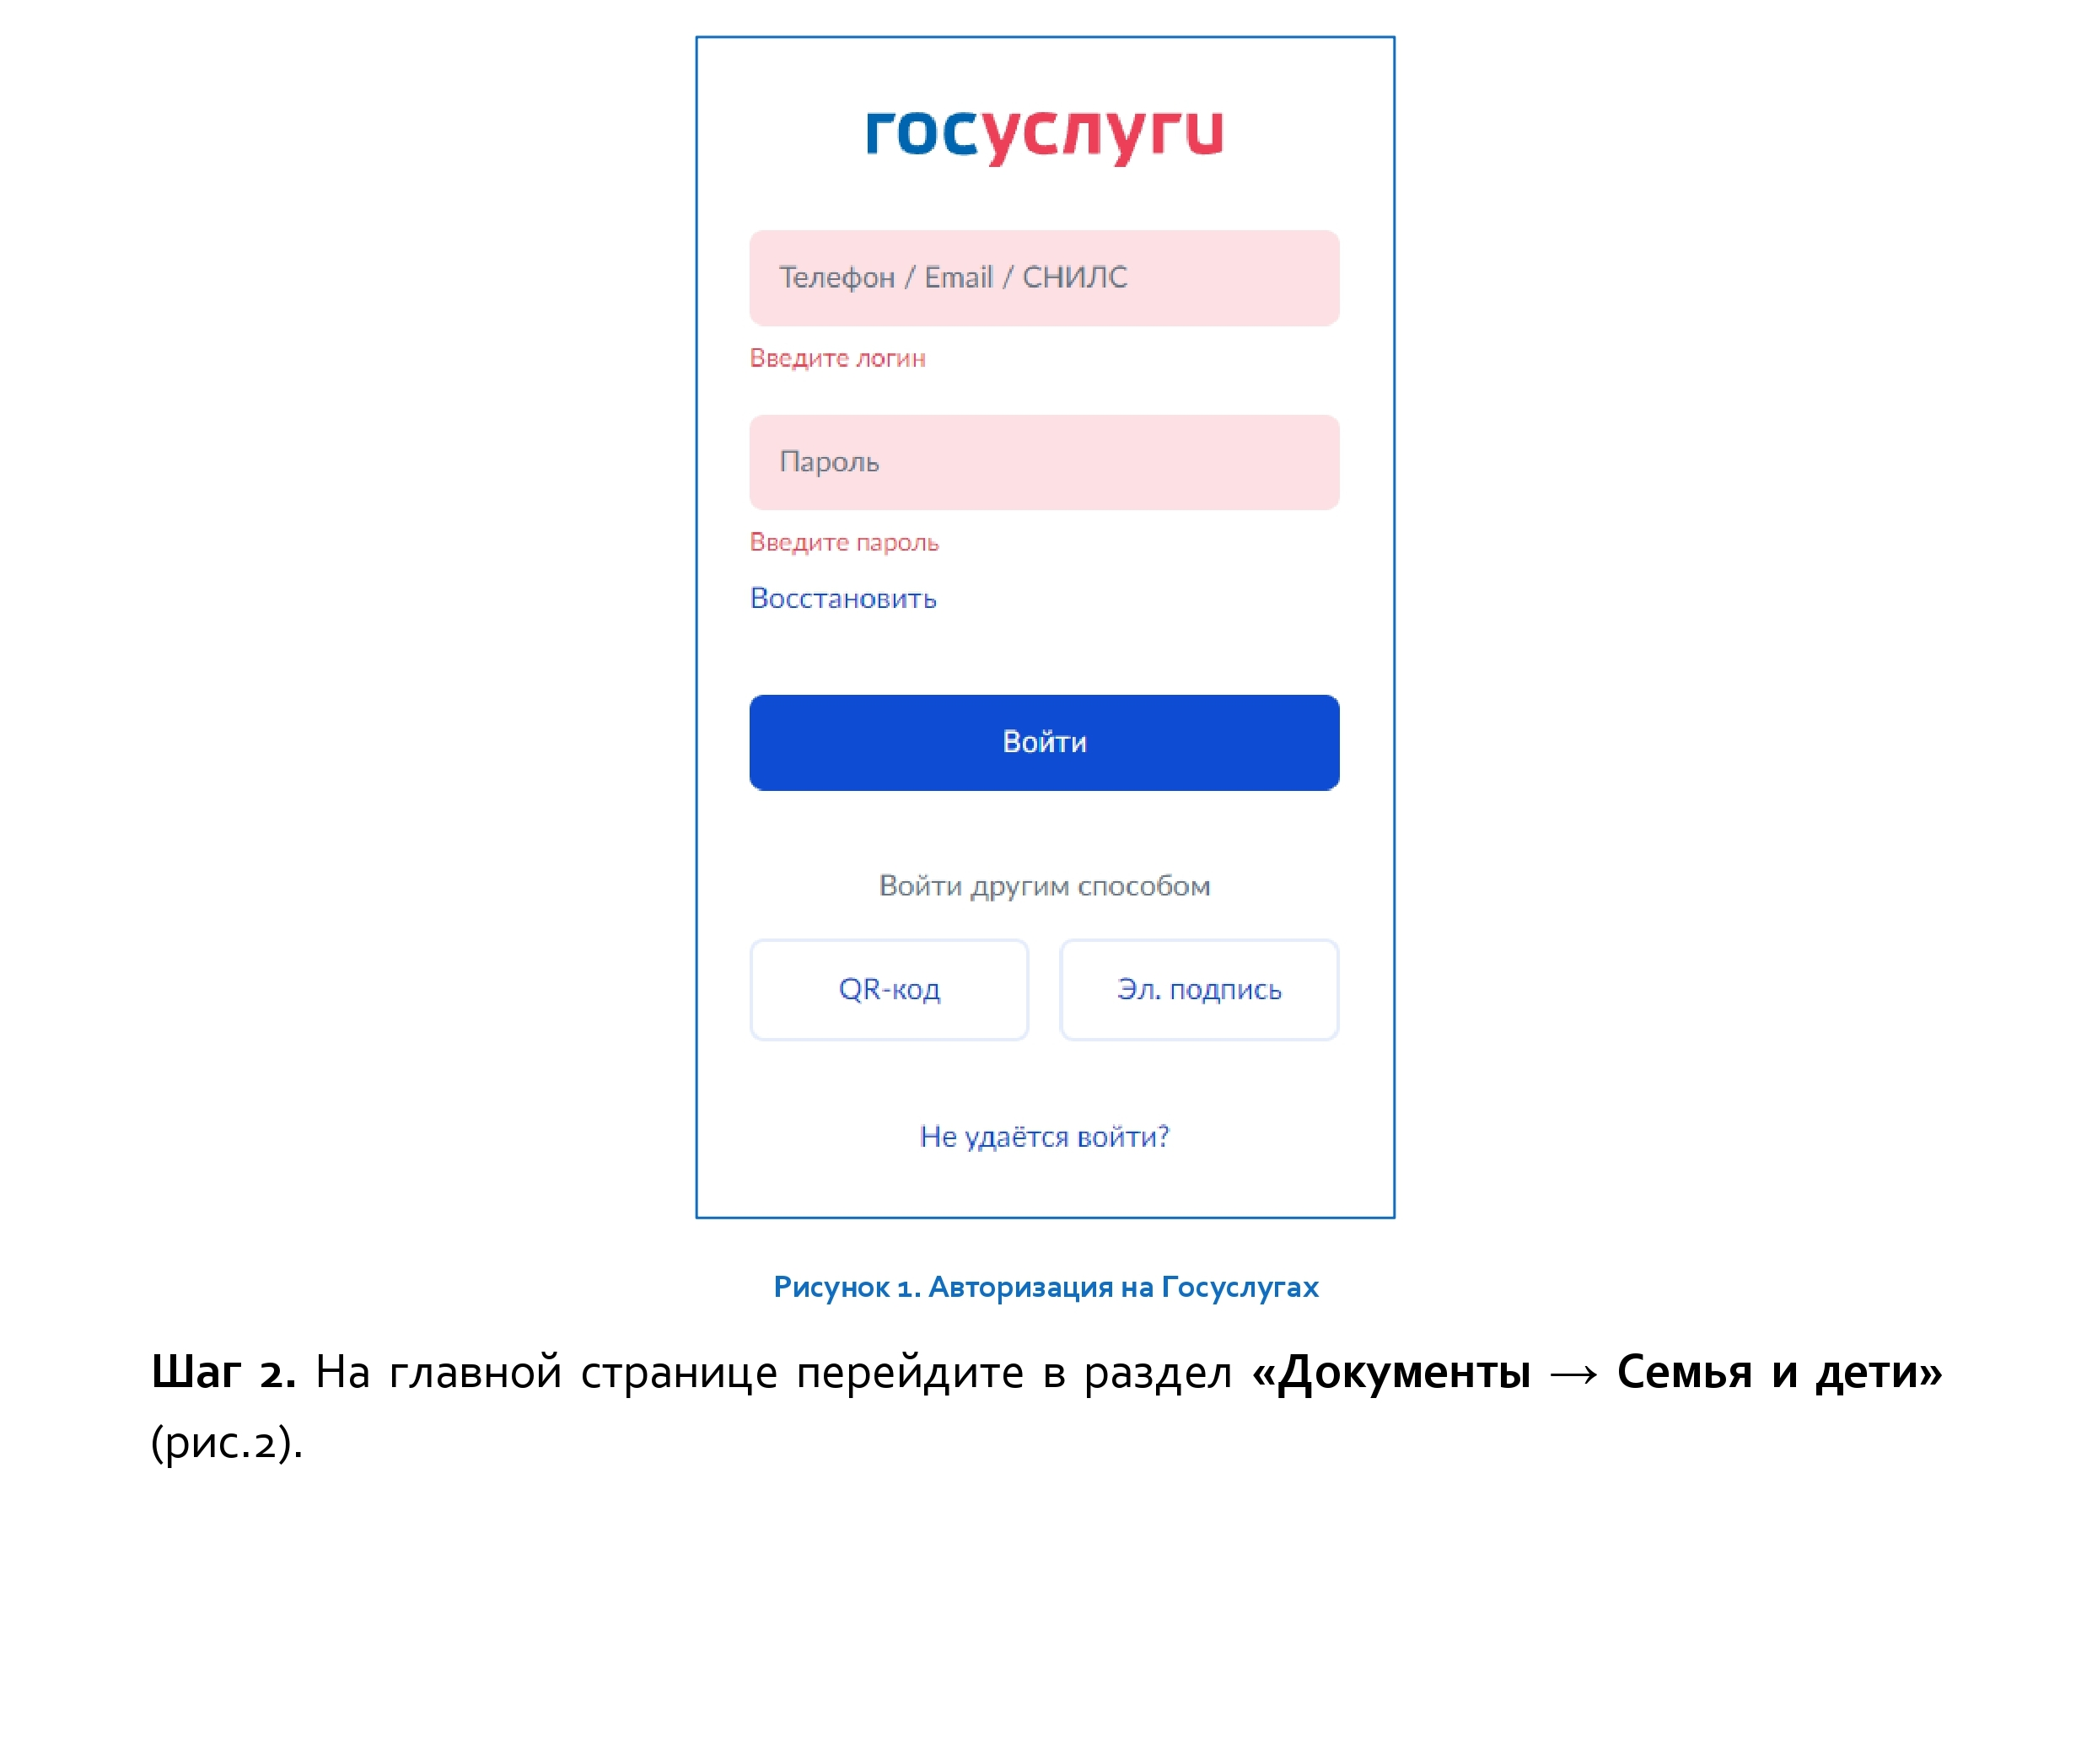 госуслуги
Телефон / Email / СНИЛС
Введите логин
Пароль
Введите пароль
Восстановить
Войти
Войти другим способом
QR-код Эл. подпись
Не удаётся войти?
Рисунок 1. Авторизация на Госуслугах
Шаг 2. На главной странице перейдите в раздел «Документы → Семья и дети»
(рис.2).